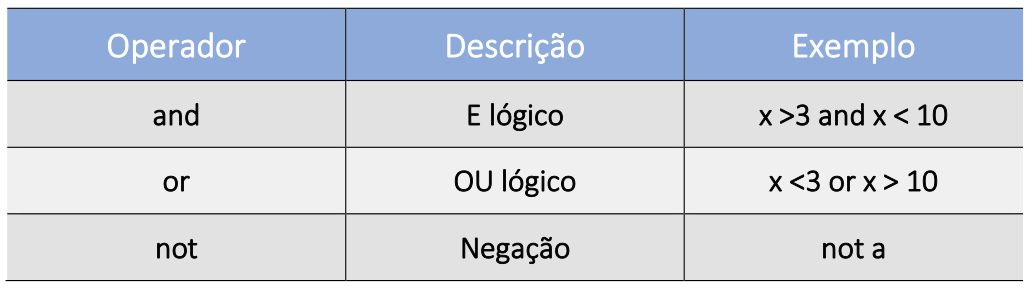 Operador Descrição Exemplo
and E lógico x >3 and x < 10
or OU lógico x <3 or x > 10
not Negação not a